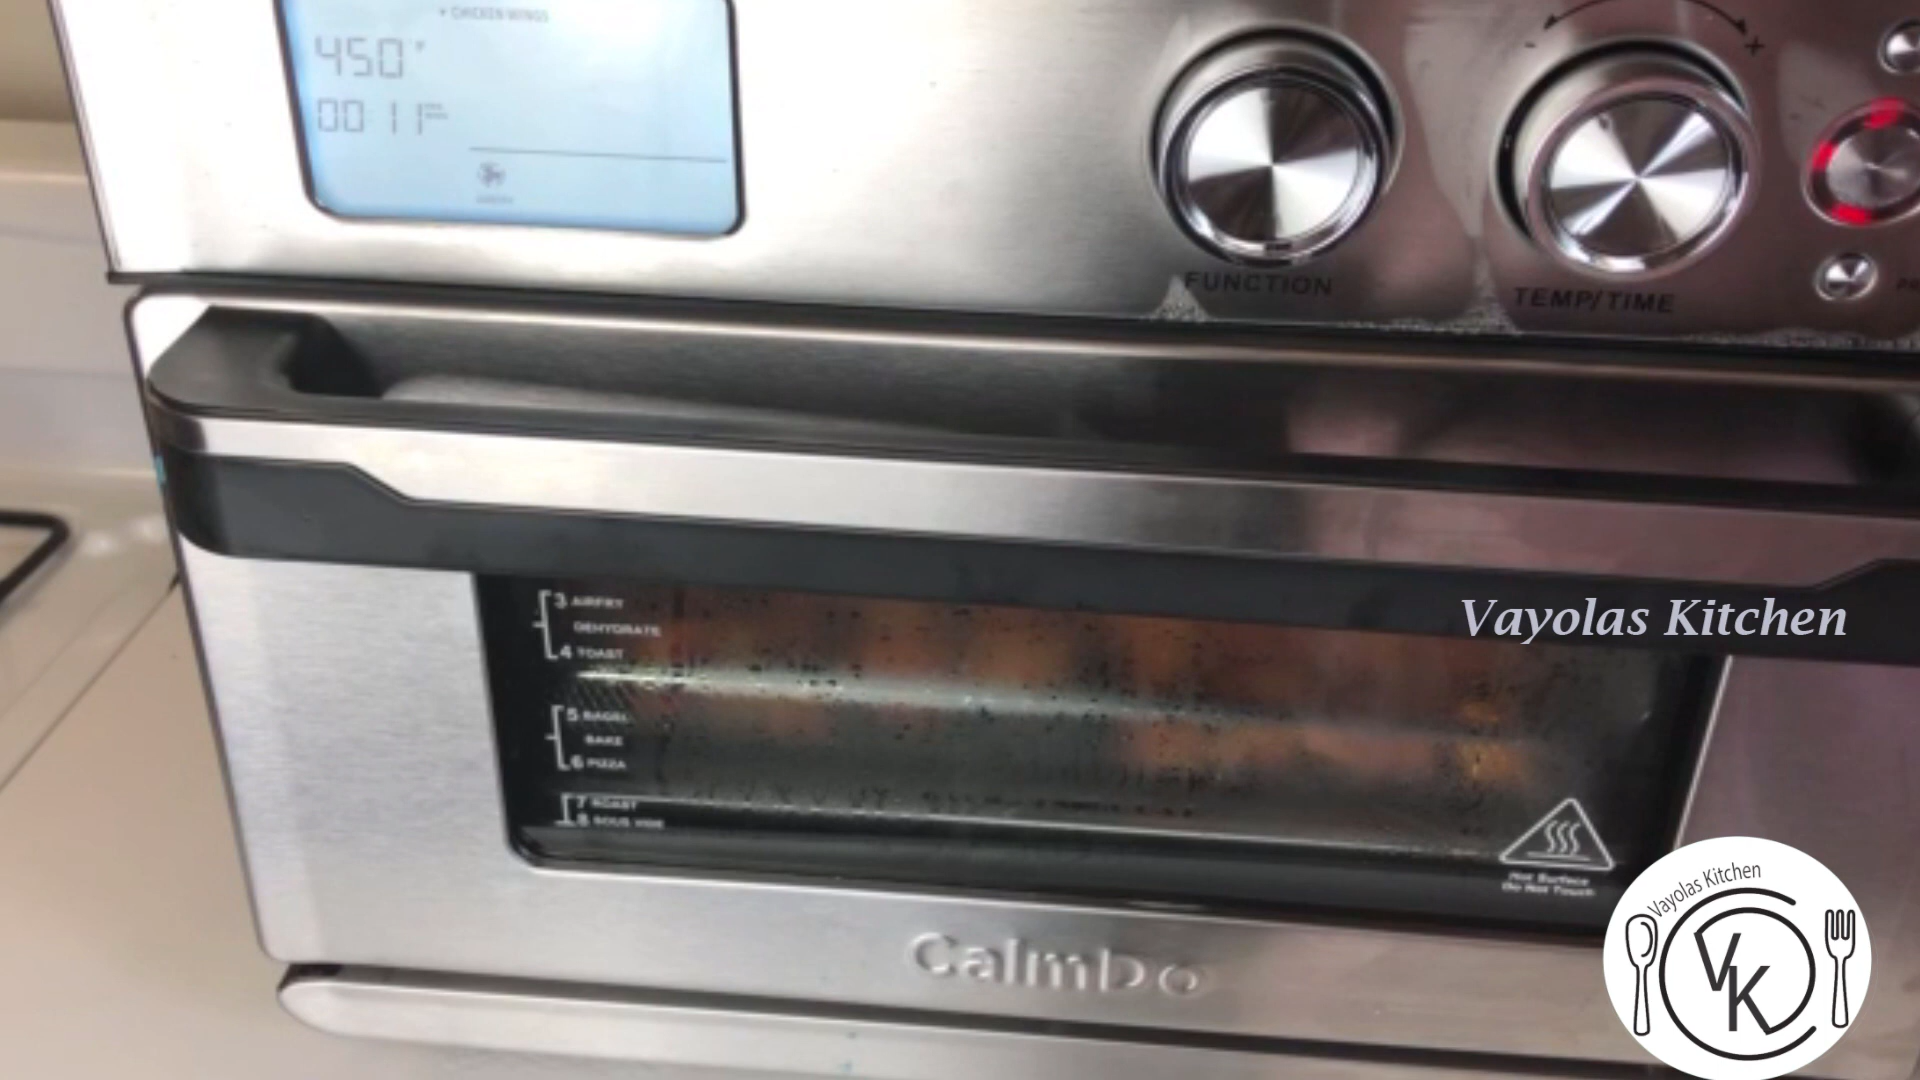 • CHICKEN WINGS
450°F
00:11
FUNCTION
- +
TEMP/TIME
3 AIRFRY
DEHYDRATE
4 TOAST
5 BAGEL
BAKE
6 PIZZA
7 ROAST
8 SOUS VIDE
Vayolas Kitchen
Hot Surface
Do Not Touch
CalmDo
Vayolas Kitchen
VK